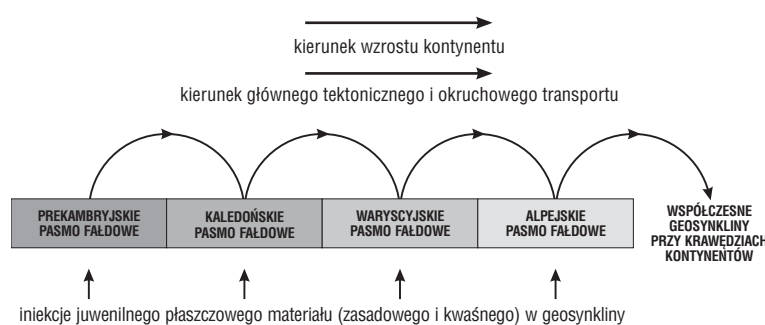 kierunek wzrostu kontynentu
kierunek głównego tektonicznego i okruchowego transportu
PREKAMBRYJSKIE
PASMO FAŁDOWE
KALEDOŃSKIE
PASMO FAŁDOWE
WARYSCYJSKIE
PASMO FAŁDOWE
ALPEJSKIE
PASMO FAŁDOWE
WSPÓŁCZESNE
GEOSYNKLINY
PRZY KRAWĘDZIACH
KONTYNENTÓW
iniekcje juwenilnego płaszczowego materiału (zasadowego i kwaśnego) w geosynkliny